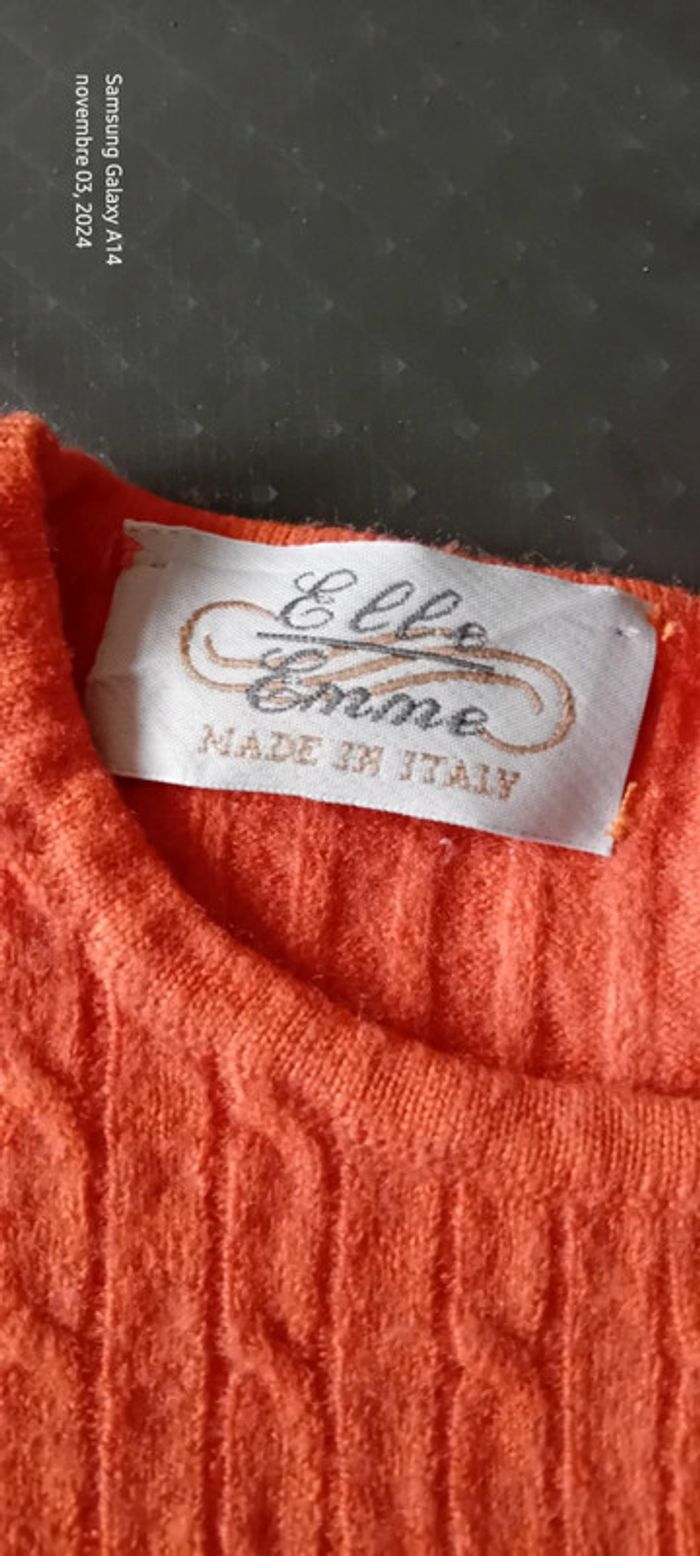 Samsung Galaxy A14
novembre 03, 2024
Elle
Emme
MADE IN ITALY